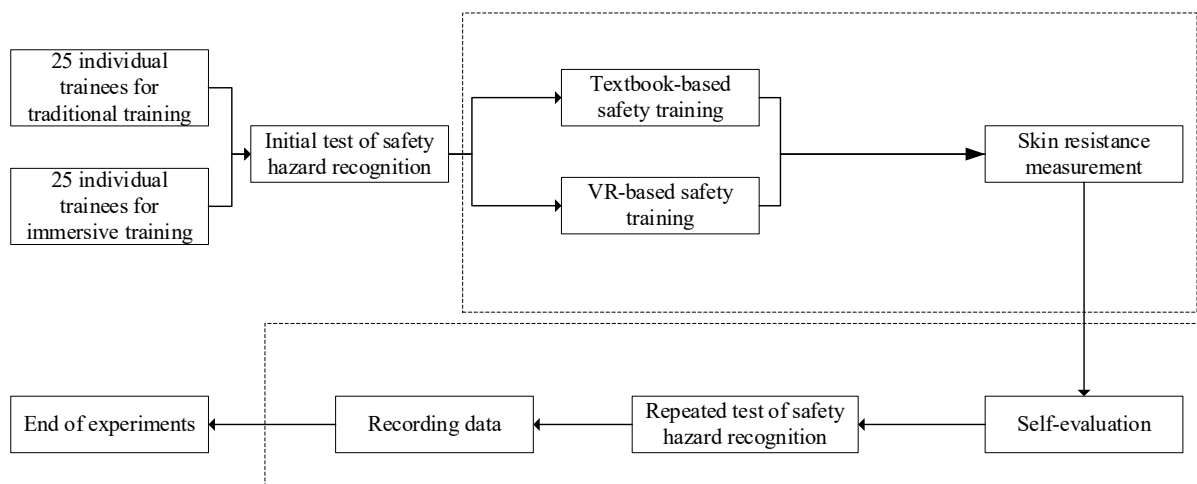 25 individual
trainees for
traditional training
25 individual
trainees for
immersive training
Initial test of safety
hazard recognition
Textbook-based
safety training
VR-based safety
training
Skin resistance
measurement
Self-evaluation
Repeated test of safety
hazard recognition
Recording data
End of experiments